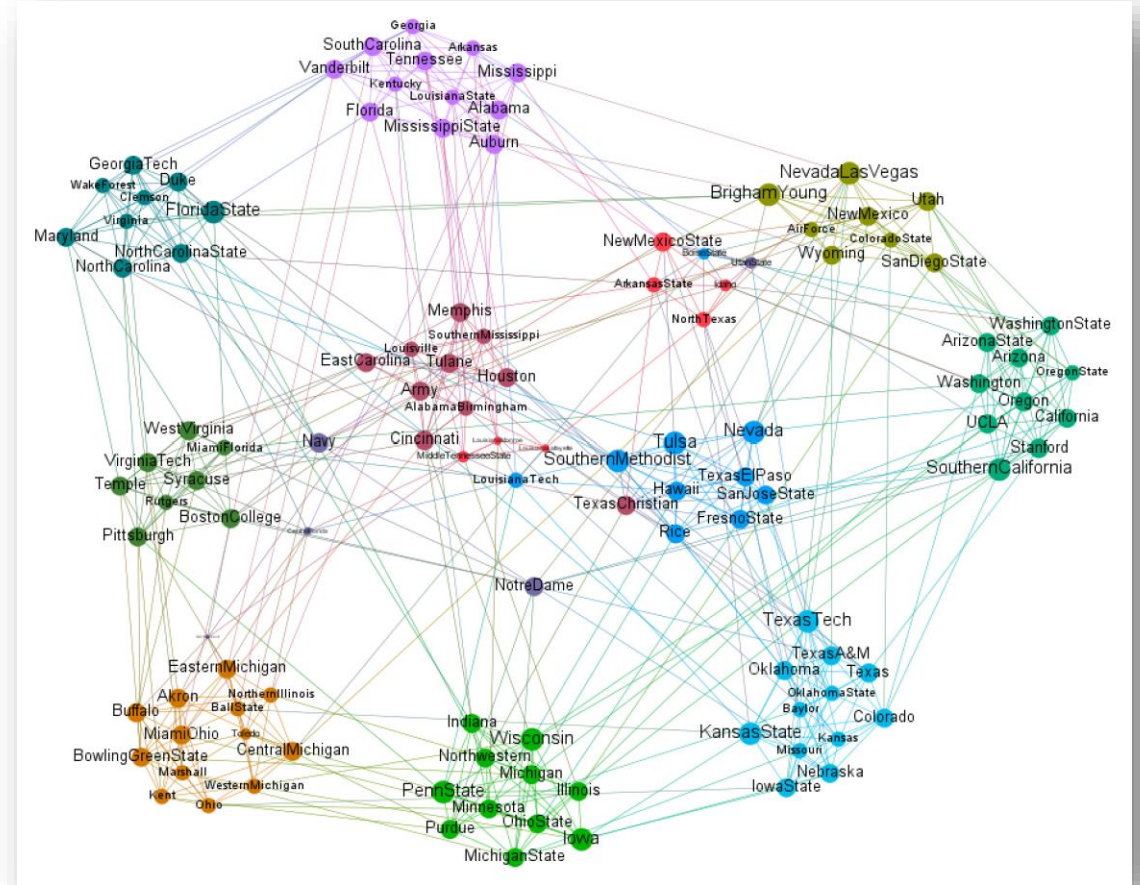 Georgia
SouthCarolina
Arkansas
Tennessee
Vanderbilt
Mississippi
Kentucky
LouisianaState
Florida
Alabama
MississippiState
Auburn
GeorgiaTech
Duke
WakeForest
Clemson
FloridaState
Virginia
Maryland
NorthCarolinaState
NorthCarolina
NevadaLasVegas
BrighamYoung
Utah
NewMexico
AirForce
ColoradoState
Wyoming
SanDiegoState
NewMexicoState
BoiseState
UtahState
ArkansasState
Idaho
NorthTexas
Memphis
SouthernMississippi
Louisville
EastCarolina
Tulane
Houston
Army
AlabamaBirmingham
Cincinnati
LouisianaMonroe
LouisianaLafayette
MiddleTennesseeState
LouisianaTech
WashingtonState
ArizonaState
Arizona
OregonState
Washington
Oregon
California
UCLA
Stanford
SouthernCalifornia
WestVirginia
MiamiFlorida
Navy
VirginiaTech
Syracuse
Temple
Rutgers
BostonCollege
Pittsburgh
Nevada
Tulsa
SouthernMethodist
TexasElPaso
Hawaii
SanJoseState
TexasChristian
FresnoState
Rice
CentralFlorida
NotreDame
TexasTech
TexasA&M
Oklahoma
Texas
OklahomaState
Baylor
Colorado
KansasState
Kansas
Missouri
Nebraska
IowaState
EasternMichigan
Akron
NorthernIllinois
BallState
Buffalo
MiamiOhio
Toledo
CentralMichigan
BowlingGreenState
Marshall
WesternMichigan
Kent
Ohio
Indiana
Wisconsin
Northwestern
Michigan
PennState
Illinois
Minnesota
OhioState
Purdue
Iowa
MichiganState